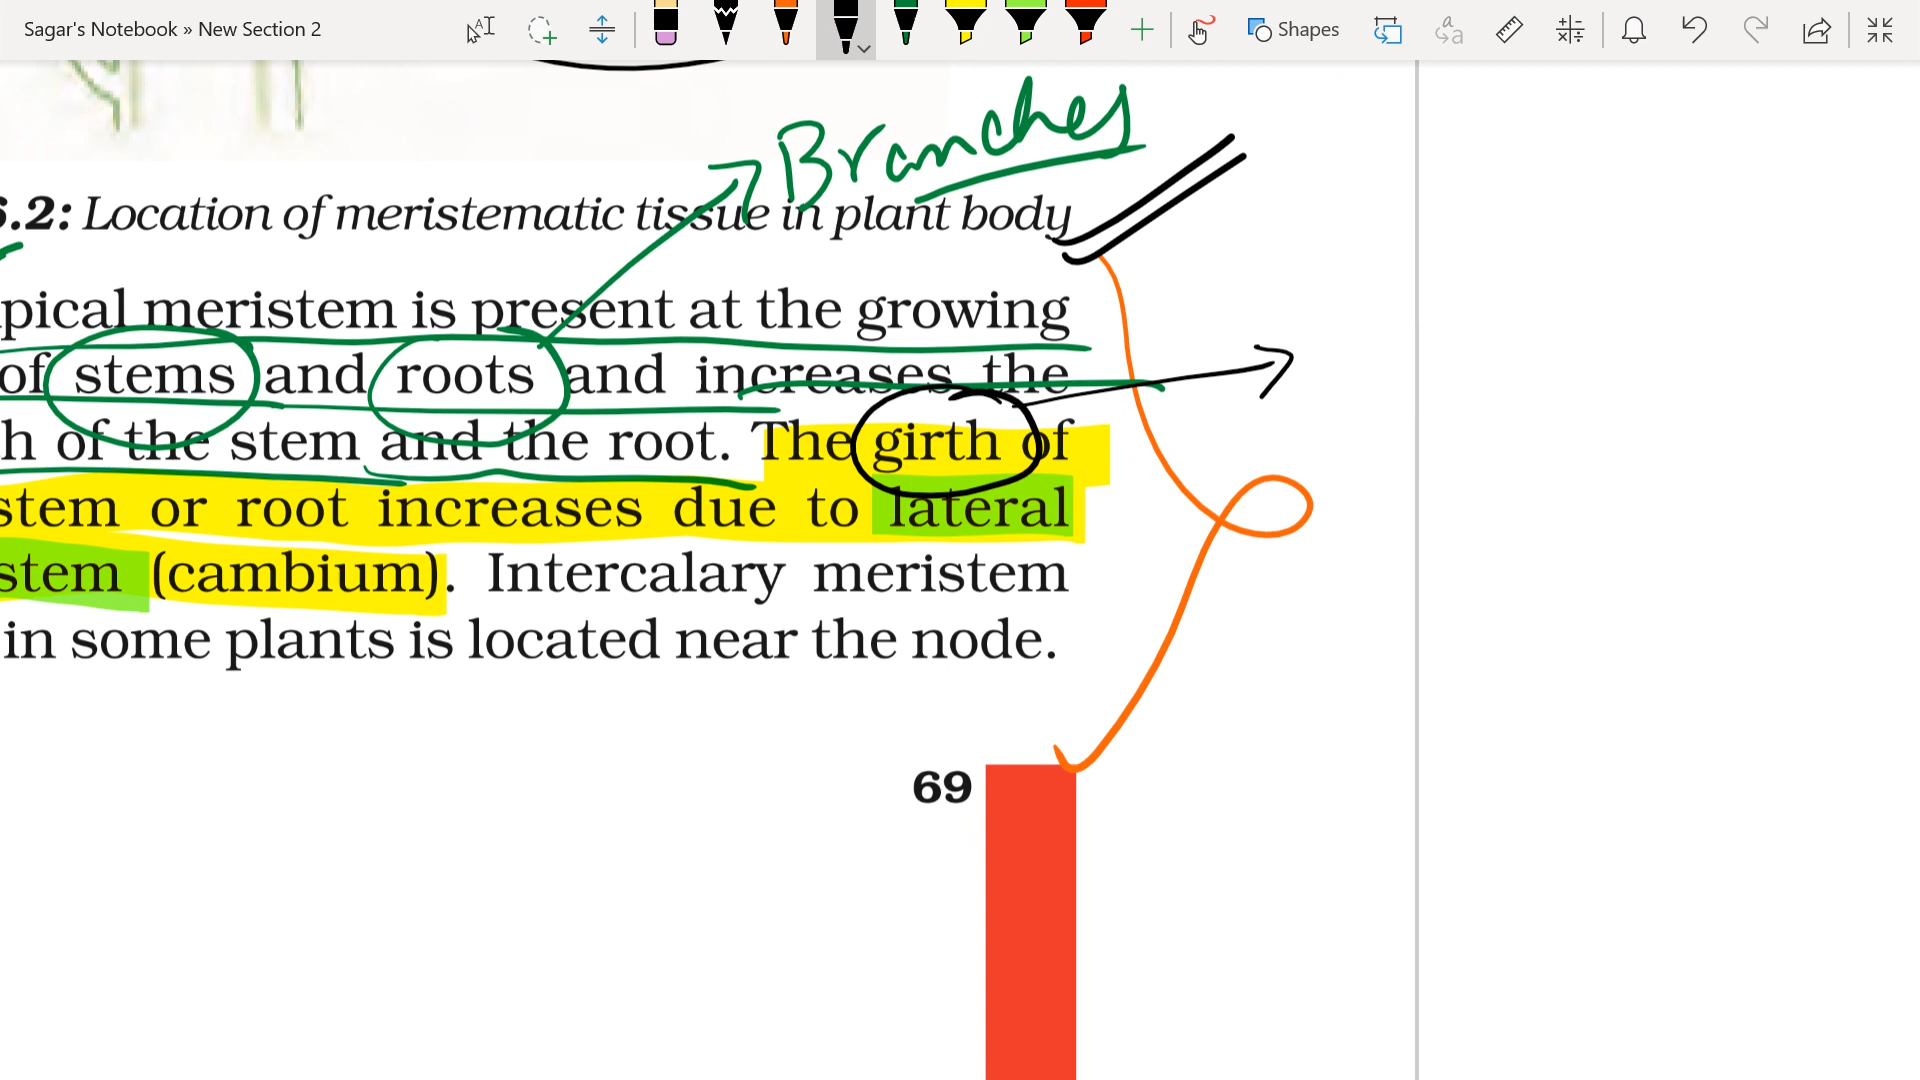 Sagar's Notebook » New Section 2
Shapes
Branches
6.2: Location of meristematic tissue in plant body
pical meristem is present at the growing
of stems and roots and increases the
h of the stem and the root. The girth of
stem or root increases due to lateral
stem (cambium). Intercalary meristem
in some plants is located near the node.
69